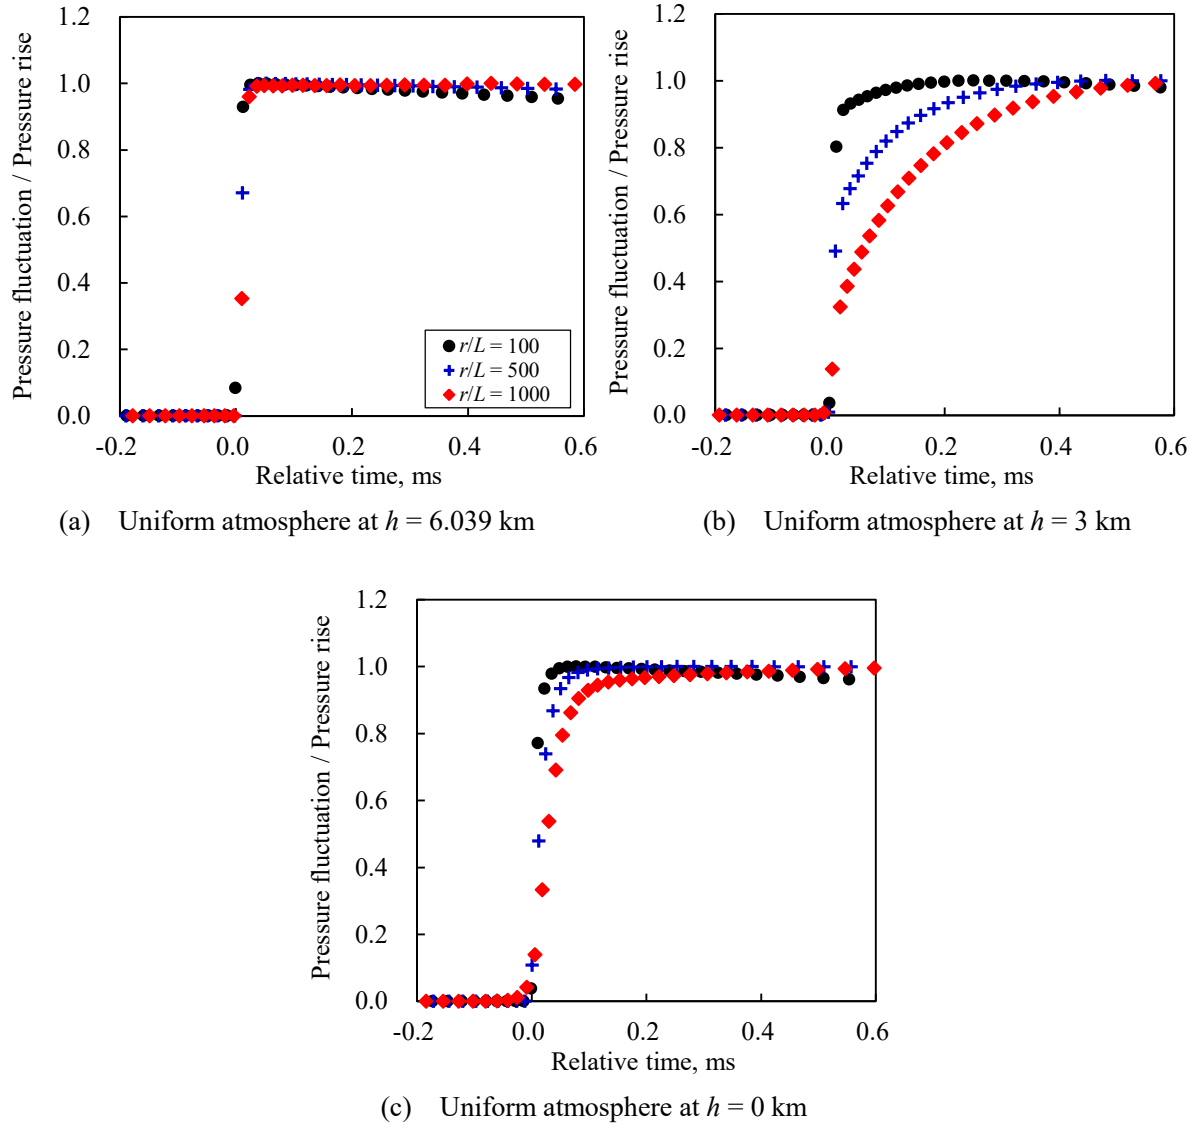 Pressure fluctuation / Pressure rise
1.2
1.0
0.8
0.6
0.4
0.2
0.0
-0.2 0.0 0.2 0.4 0.6
Relative time, ms
r/L = 100
r/L = 500
r/L = 1000
(a) Uniform atmosphere at h = 6.039 km
Pressure fluctuation / Pressure rise
1.2
1.0
0.8
0.6
0.4
0.2
0.0
-0.2 0.0 0.2 0.4 0.6
Relative time, ms
(b) Uniform atmosphere at h = 3 km
Pressure fluctuation / Pressure rise
1.2
1.0
0.8
0.6
0.4
0.2
0.0
-0.2 0.0 0.2 0.4 0.6
Relative time, ms
(c) Uniform atmosphere at h = 0 km